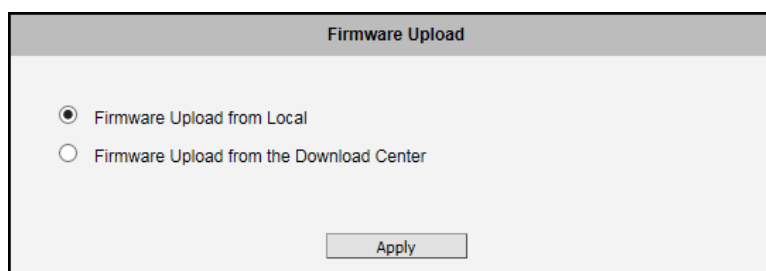 Firmware Upload
Firmware Upload from Local
Firmware Upload from the Download Center
Apply